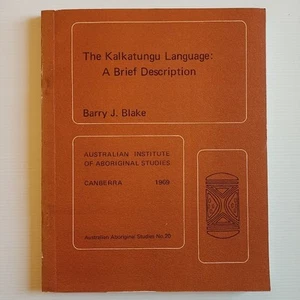 The Kalkatungu Language:
A Brief Description
Barry J. Blake
AUSTRALIAN INSTITUTE
OF ABORIGINAL STUDIES
CANBERRA 1969
Australian Aboriginal Studies No.20